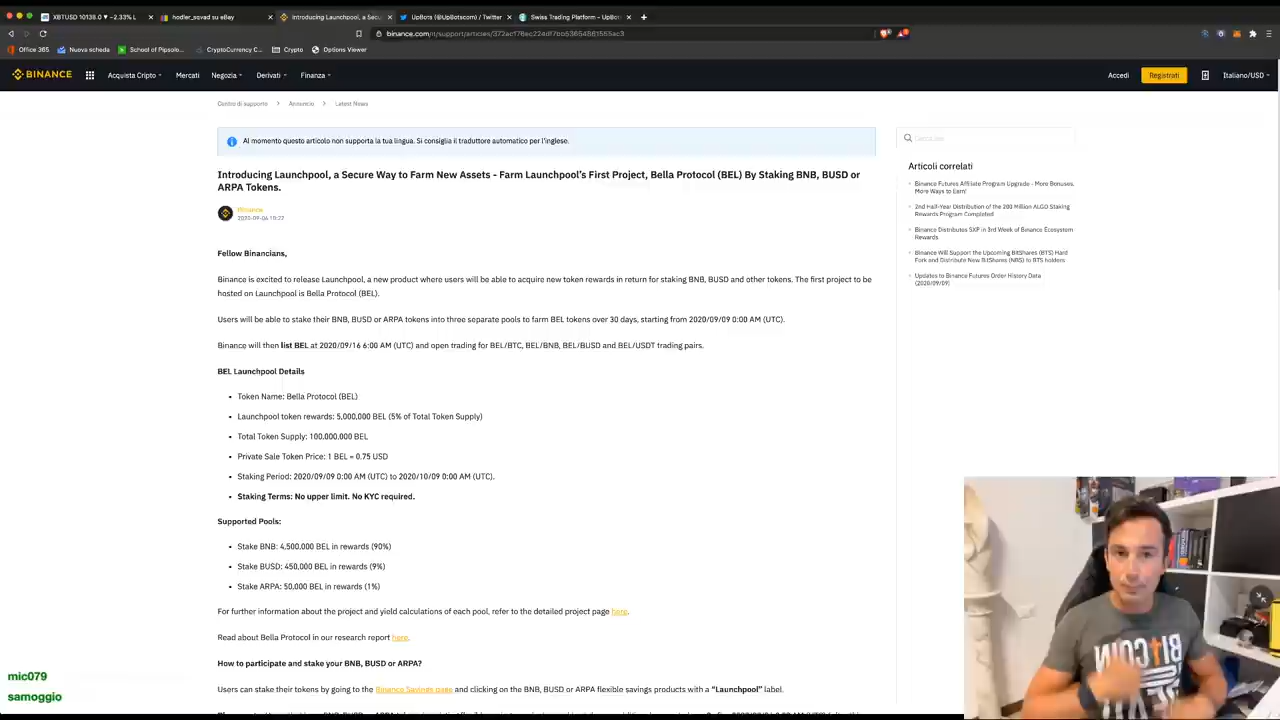 XBTUSD 10138.0 ▼ -2.33% L
hodler_squad su eBay
Introducing Launchpool, a Secu
UpBots (@UpBotscom) / Twitter
Swiss Trading Platform - UpBot
binance.com/it/support/articles/
Office 365
Nuova scheda
School of Pipsolo...
CryptoCurrency C...
Crypto
Options Viewer
BINANCE
Acquista Cripto
Mercati
Negozia
Derivati
Finanza
Accedi
Registrati
Italiano/USD
Centro di supporto > Annuncio > Latest News
Al momento questo articolo non supporta la tua lingua. Si consiglia il traduttore automatico per l'inglese.
Introducing Launchpool, a Secure Way to Farm New Assets - Farm Launchpool's First Project, Bella Protocol (BEL) By Staking BNB, BUSD or
ARPA Tokens.
Binance
Fellow Binancians,
Binance is excited to release Launchpool, a new product where users will be able to acquire new token rewards in return for staking BNB, BUSD and other tokens. The first project to be
hosted on Launchpool is Bella Protocol (BEL).
Users will be able to stake their BNB, BUSD or ARPA tokens into three separate pools to farm BEL tokens over 30 days, starting from 2020/09/09 0:00 AM (UTC).
Binance will then list BEL at 2020/09/16 6:00 AM (UTC) and open trading for BEL/BTC, BEL/BNB, BEL/BUSD and BEL/USDT trading pairs.
BEL Launchpool Details
• Token Name: Bella Protocol (BEL)
• Launchpool token rewards: 5,000,000 BEL (5% of Total Token Supply)
• Total Token Supply: 100,000,000 BEL
• Private Sale Token Price: 1 BEL = 0.75 USD
• Staking Period: 2020/09/09 0:00 AM (UTC) to 2020/10/09 0:00 AM (UTC).
• Staking Terms: No upper limit. No KYC required.
Supported Pools:
• Stake BNB: 4,500,000 BEL in rewards (90%)
• Stake BUSD: 450,000 BEL in rewards (9%)
• Stake ARPA: 50,000 BEL in rewards (1%)
For further information about the project and yield calculations of each pool, refer to the detailed project page here.
Read about Bella Protocol in our research report here.
How to participate and stake your BNB, BUSD or ARPA?
Users can stake their tokens by going to the Binance Savings page and clicking on the BNB, BUSD or ARPA flexible savings products with a "Launchpool" label.
Articoli correlati
Binance Futures Affiliate Program Upgrade - More Bonuses,
More Ways to Earn!
2nd Half-Year Distribution of the 200 Million ALGO Staking
Rewards Program Completed
Binance Distributes SXP in 3rd Week of Binance Ecosystem
Rewards
Binance Will Support the Upcoming BitShares (BTS) Hard
Fork and Distribute New BitShares (NBS) to BTS holders
Updates to Binance Futures Order History Data
(2020/09/09)
mic079
samoggio